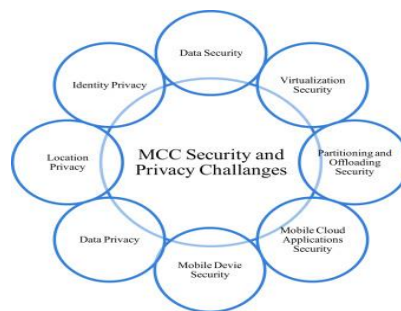 Data Security
Identity Privacy
Virtualization
Security
Location
Privacy
MCC Security and
Privacy Challanges
Partitioning and
Offloading
Security
Data Privacy
Mobile Cloud
Applications
Security
Mobile Devie
Security